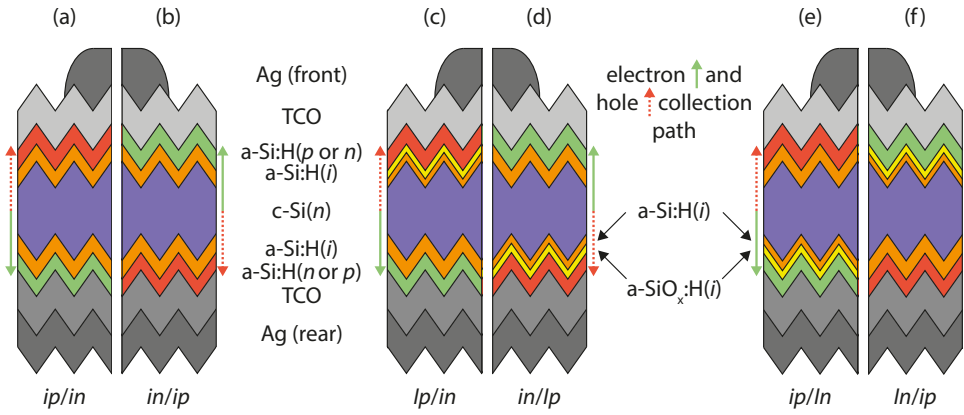 (a) (b) (c) (d) (e) (f)
Ag (front)
TCO
a-Si:H(p or n)
a-Si:H(i)
c-Si(n)
a-Si:H(i)
a-Si:H(n or p)
TCO
Ag (rear)
electron and
hole collection
path
a-Si:H(i)
a-SiOx:H(i)
ip/in in/ip Ip/in in/Ip ip/In In/ip